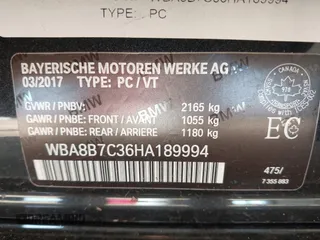 TYPE: PC
BAYERISCHE MOTOREN WERKE AG
03/2017 TYPE: PC / VT
GVWR / PNBV: 2165 kg
GAWR / PNBE: FRONT / AVANT 1055 kg
GAWR / PNBE: REAR / ARRIERE 1180 kg
WBA8B7C36HA189994
CANADA
EC
475/
7 355 883